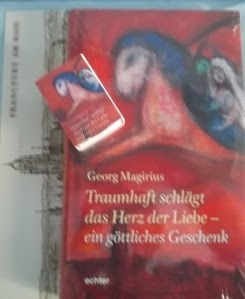 FRANKFURT AM MAIN
Georg Magirius
Traumhaft schlägt
das Herz der Liebe –
ein göttliches Geschenk
echter